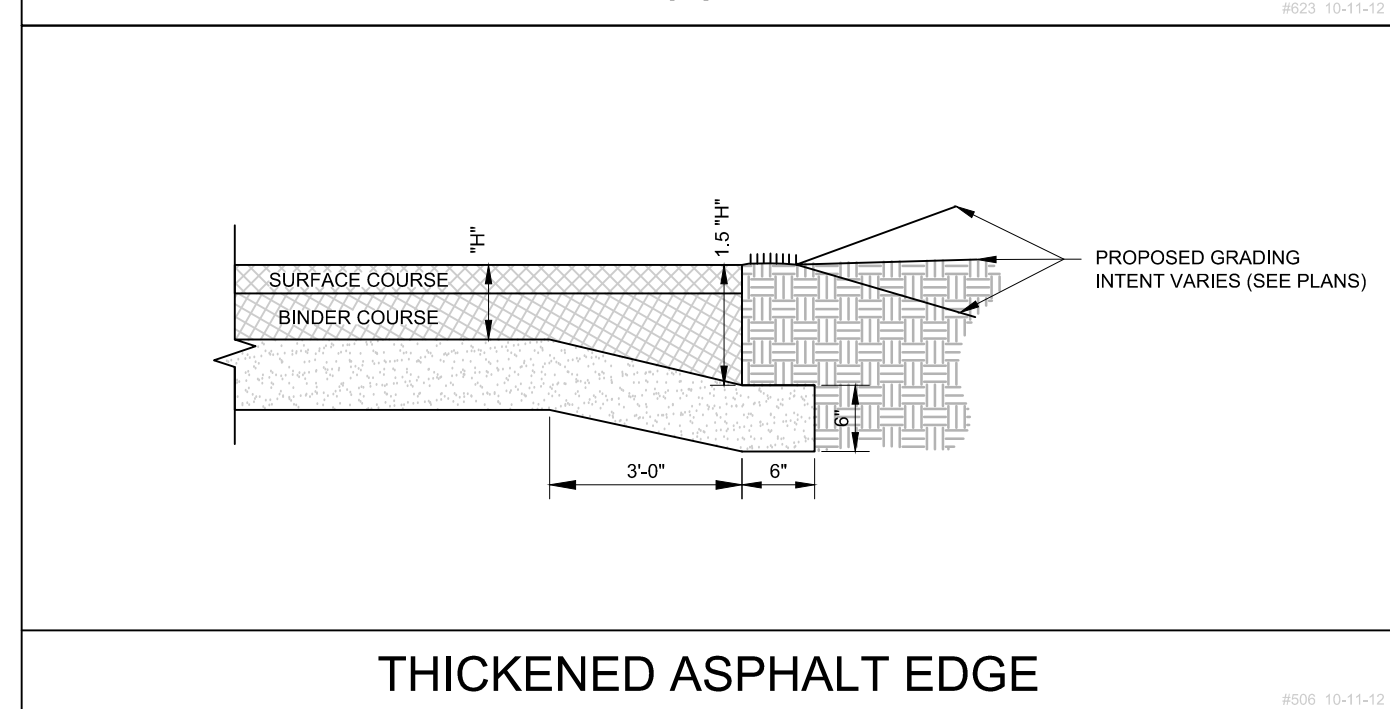 #623 10-11-12
"H"
1.5 "H"
SURFACE COURSE
BINDER COURSE
PROPOSED GRADING
INTENT VARIES (SEE PLANS)
6"
3'-0"
6"
THICKENED ASPHALT EDGE
#506 10-11-12